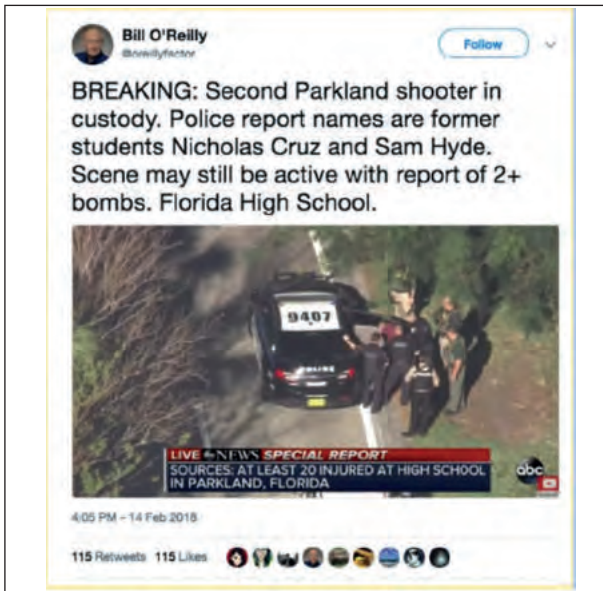 Bill O'Reilly
@oreillyfactor
Follow
BREAKING: Second Parkland shooter in
custody. Police report names are former
students Nicholas Cruz and Sam Hyde.
Scene may still be active with report of 2+
bombs. Florida High School.
9407
POLICE
LIVE abc NEWS SPECIAL REPORT
SOURCES: AT LEAST 20 INJURED AT HIGH SCHOOL
IN PARKLAND, FLORIDA
abc
4:05 PM - 14 Feb 2018
115 Retweets 115 Likes